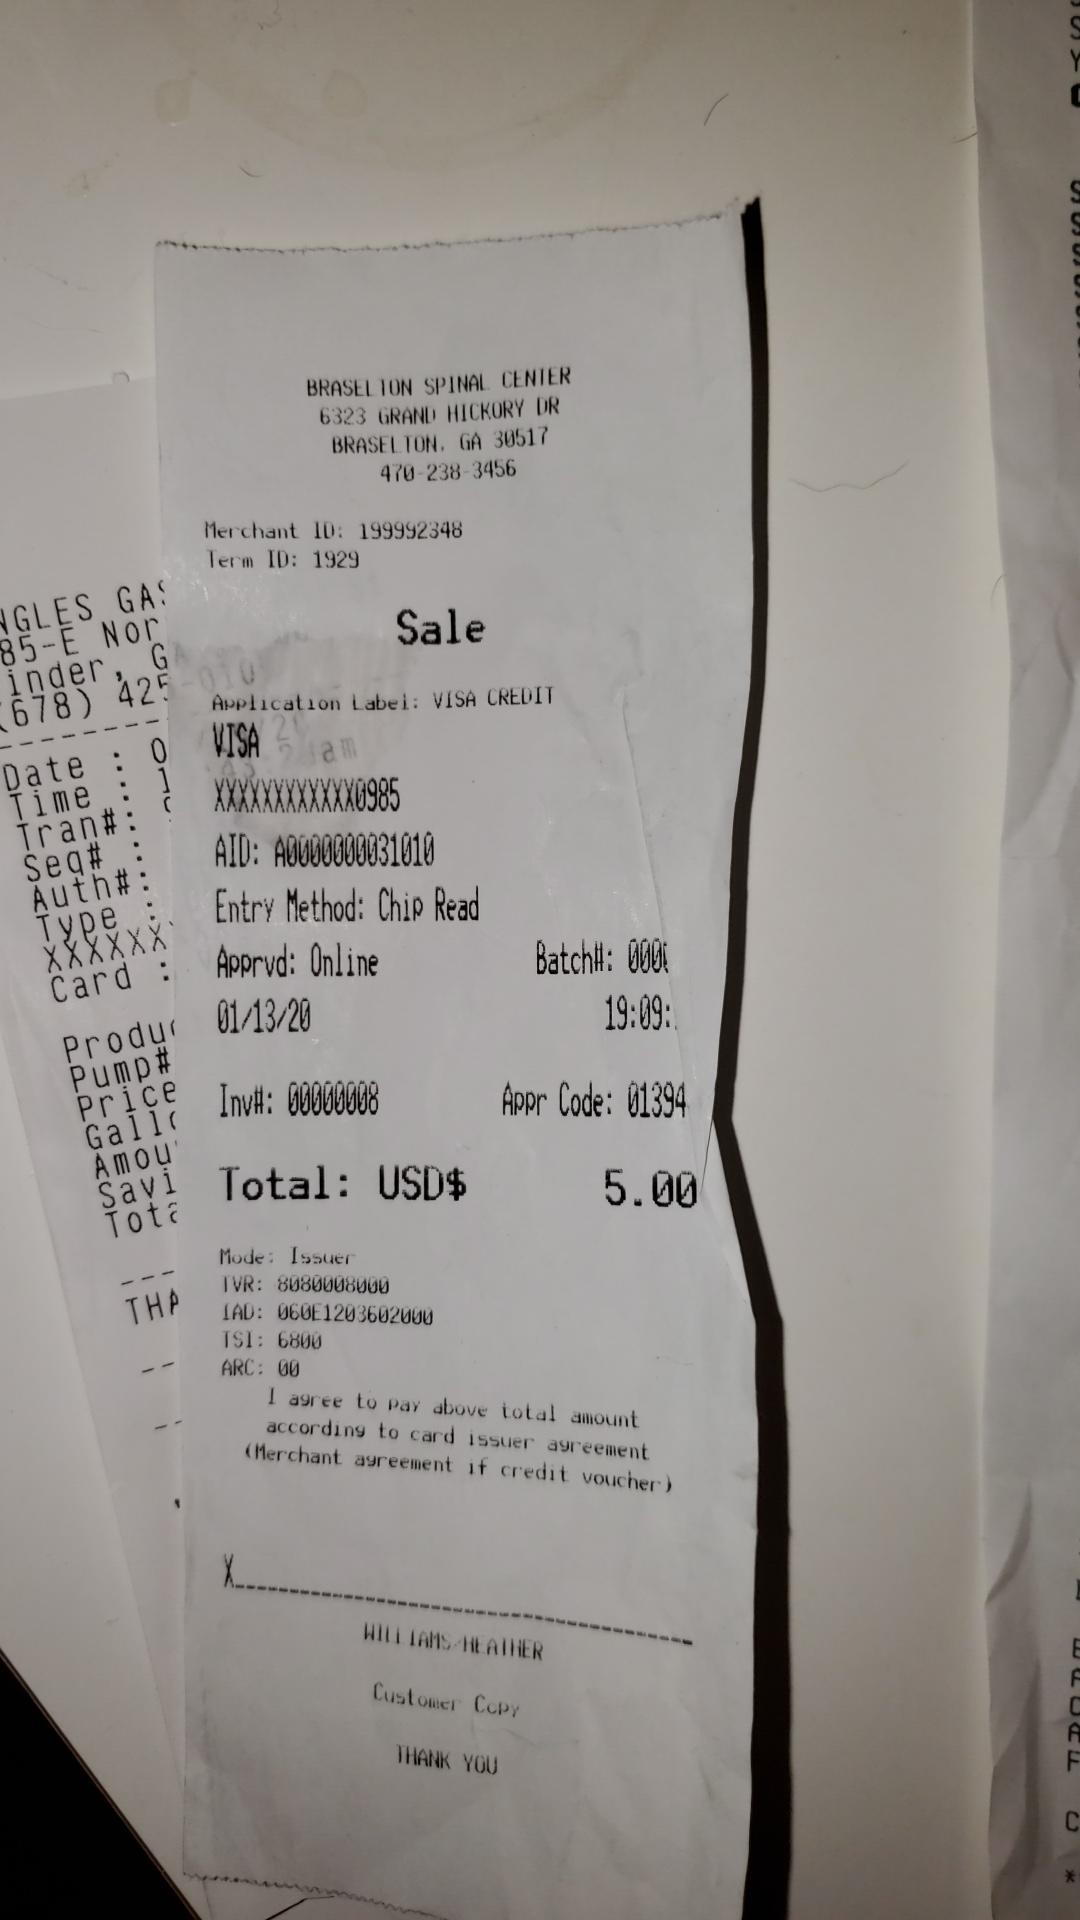 BRASELTON SPINAL CENTER
6323 GRAND HICKORY DR
BRASELTON, GA 30517
470-238-3456
Merchant ID: 199992348
Term ID: 1929
Sale
Application Label: VISA CREDIT
VISA
XXXXXXXXXXXX0985
AID: A0000000031010
Entry Method: Chip Read
Apprvd: Online Batch#: 000
01/13/20 19:09:
Inv#: 00000008 Appr Code: 01394
Total: USD$ 5.00
Mode: Issuer
TVR: 8080008000
IAD: 060E1203602000
TSI: 6800
ARC: 00
I agree to pay above total amount
according to card issuer agreement
(Merchant agreement if credit voucher)
X
WILLIAMS/HEATHER
Customer Copy
THANK YOU
NGLES GAS
85-E Nor
inder, G
(678) 425
Date : 0
Time : 1
Tran#:
Seq# :
Auth#:
Type :
XXXXXX
Card :
Produ
Pump#
Price
Gallo
Amou
Savi
Tota
THA